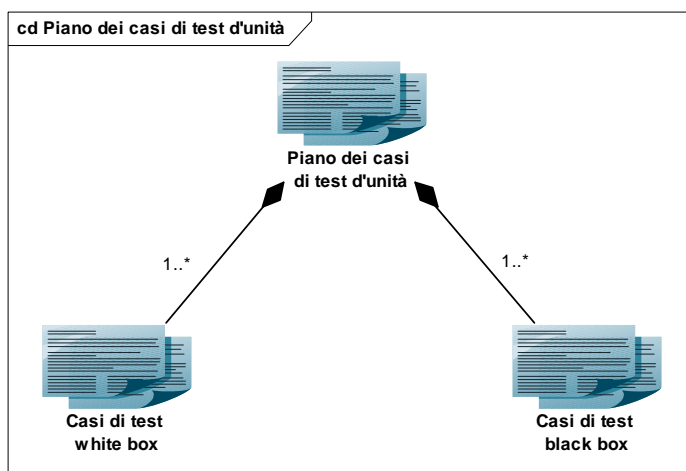 cd Piano dei casi di test d'unità
Piano dei casi
di test d'unità
1..*
1..*
Casi di test
white box
Casi di test
black box